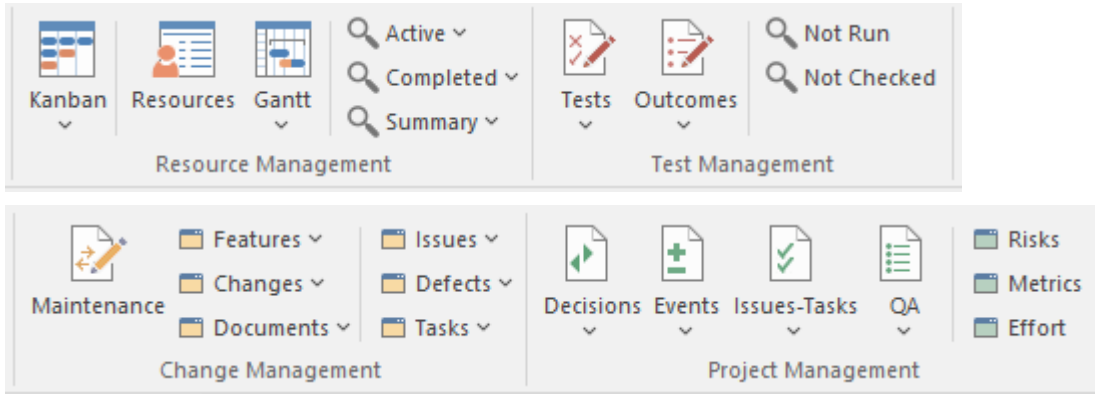 Kanban
Resources
Gantt
Active
Completed
Summary
Resource Management
Tests
Outcomes
Not Run
Not Checked
Test Management
Maintenance
Features
Changes
Documents
Issues
Defects
Tasks
Change Management
Decisions
Events
Issues-Tasks
QA
Risks
Metrics
Effort
Project Management